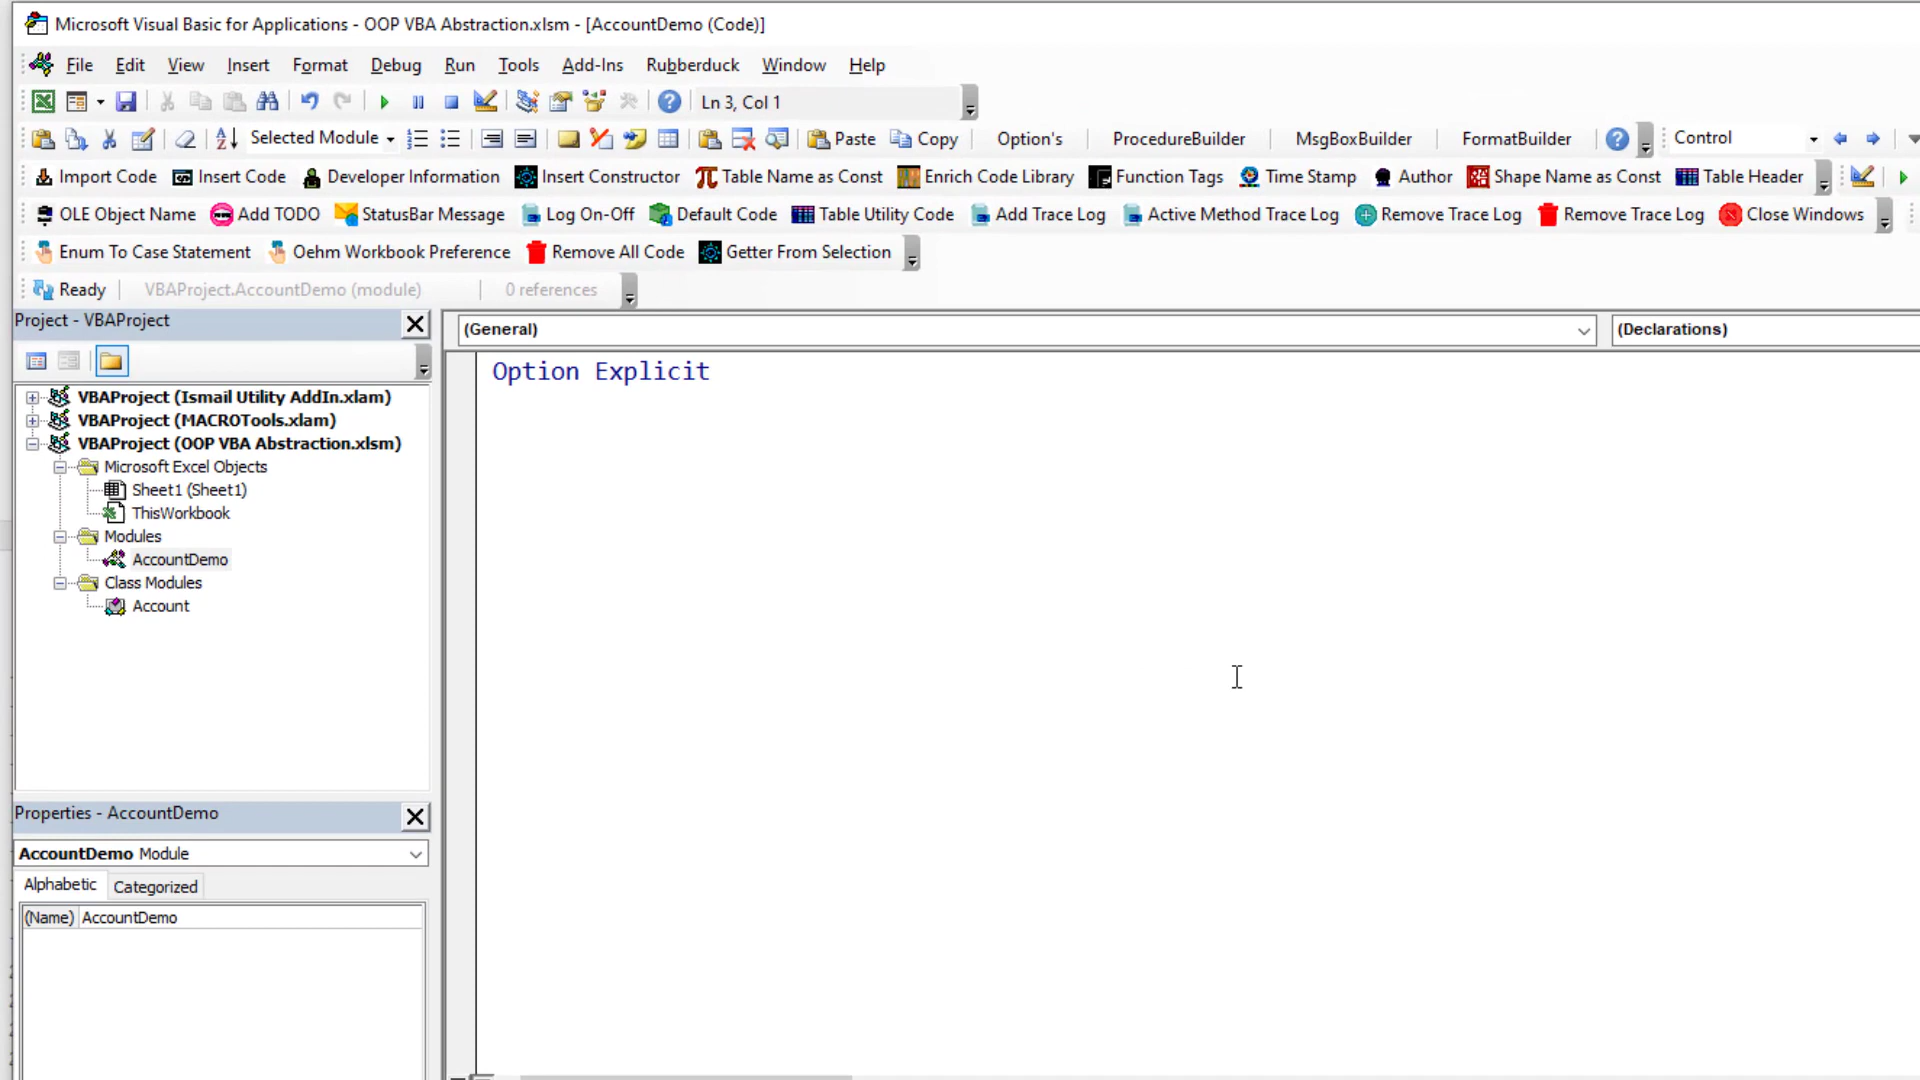 Microsoft Visual Basic for Applications - OOP VBA Abstraction.xlsm - [AccountDemo (Code)]
File Edit View Insert Format Debug Run Tools Add-Ins Rubberduck Window Help
Ln 3, Col 1
Selected Module Paste Copy Option's ProcedureBuilder MsgBoxBuilder FormatBuilder Control
Import Code Insert Code Developer Information Insert Constructor Table Name as Const Enrich Code Library Function Tags Time Stamp Author Shape Name as Const Table Header
OLE Object Name Add TODO StatusBar Message Log On-Off Default Code Table Utility Code Add Trace Log Active Method Trace Log Remove Trace Log Remove Trace Log Close Windows
Enum To Case Statement Oehm Workbook Preference Remove All Code Getter From Selection
Ready VBAProject.AccountDemo (module) 0 references
Project - VBAProject
(General) (Declarations)
Option Explicit
VBAProject (Ismail Utility AddIn.xlam)
VBAProject (MACROTools.xlam)
VBAProject (OOP VBA Abstraction.xlsm)
Microsoft Excel Objects
Sheet1 (Sheet1)
ThisWorkbook
Modules
AccountDemo
Class Modules
Account
Properties - AccountDemo
AccountDemo Module
Alphabetic Categorized
(Name) AccountDemo